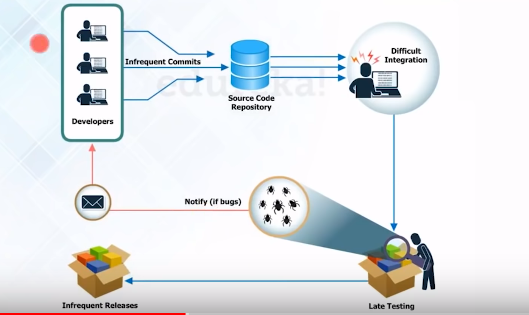 Infrequent Commits
Difficult
Integration
Source Code
Repository
Developers
Notify (if bugs)
Infrequent Releases
Late Testing